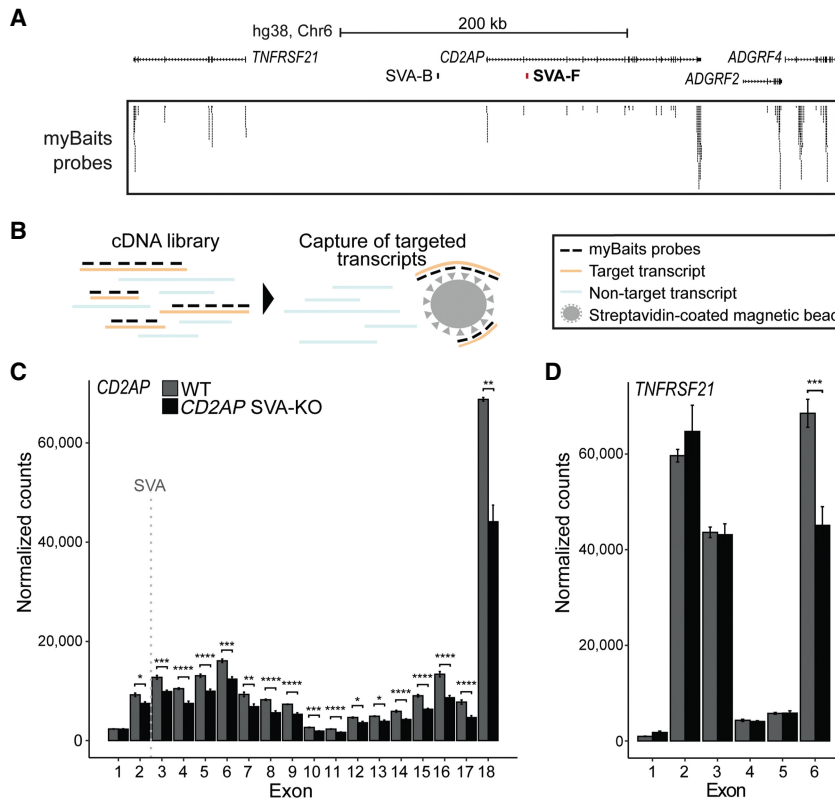 A
hg38, Chr6
200 kb
TNFRSF21
CD2AP
ADGRF4
SVA-B
SVA-F
ADGRF2
myBaits
probes
B
cDNA library
Capture of targeted
transcripts
myBaits probes
Target transcript
Non-target transcript
Streptavidin-coated magnetic bead
C
CD2AP
WT
CD2AP SVA-KO
Normalized counts
60,000
40,000
20,000
0
SVA
* *** **** **** *** ** **** **** *** **** * * **** **** **** **** **
1 2 3 4 5 6 7 8 9 10 11 12 13 14 15 16 17 18
Exon
D
TNFRSF21
Normalized counts
60,000
40,000
20,000
0
***
1 2 3 4 5 6
Exon